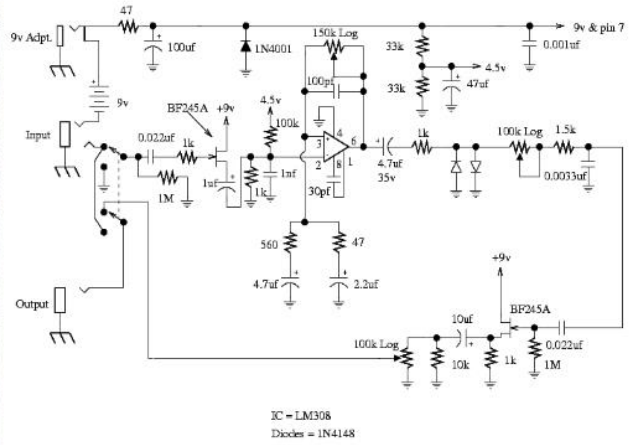 47
150k Log
9v & pin 7
9v Adpt.
100uf
1N4001
33k
0.001uf
100pf
4.5v
33k
47uf
9v
BF245A
+9v
4.5v
100k
Input
0.022uf
1k
3
4
6
2
8
1
1k
100k Log
1.5k
4.7uf
35v
1uf
1k
1nf
30pf
0.0033uf
1M
560
47
4.7uf
2.2uf
+9v
Output
BF245A
10uf
100k Log
10k
1k
0.022uf
1M
IC = LM308
Diodes = 1N4148